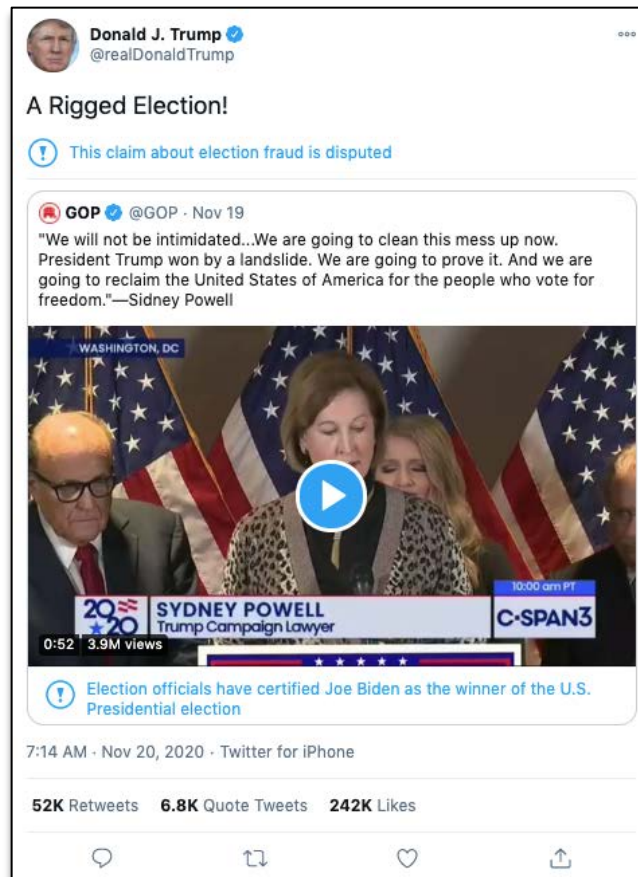 Donald J. Trump
@realDonaldTrump
A Rigged Election!
This claim about election fraud is disputed
GOP @GOP · Nov 19
"We will not be intimidated...We are going to clean this mess up now.
President Trump won by a landslide. We are going to prove it. And we are
going to reclaim the United States of America for the people who vote for
freedom."—Sidney Powell
WASHINGTON, DC
10:00 am PT
2020
SYDNEY POWELL
Trump Campaign Lawyer
C-SPAN3
0:52 3.9M views
Election officials have certified Joe Biden as the winner of the U.S.
Presidential election
7:14 AM · Nov 20, 2020 · Twitter for iPhone
52K Retweets 6.8K Quote Tweets 242K Likes